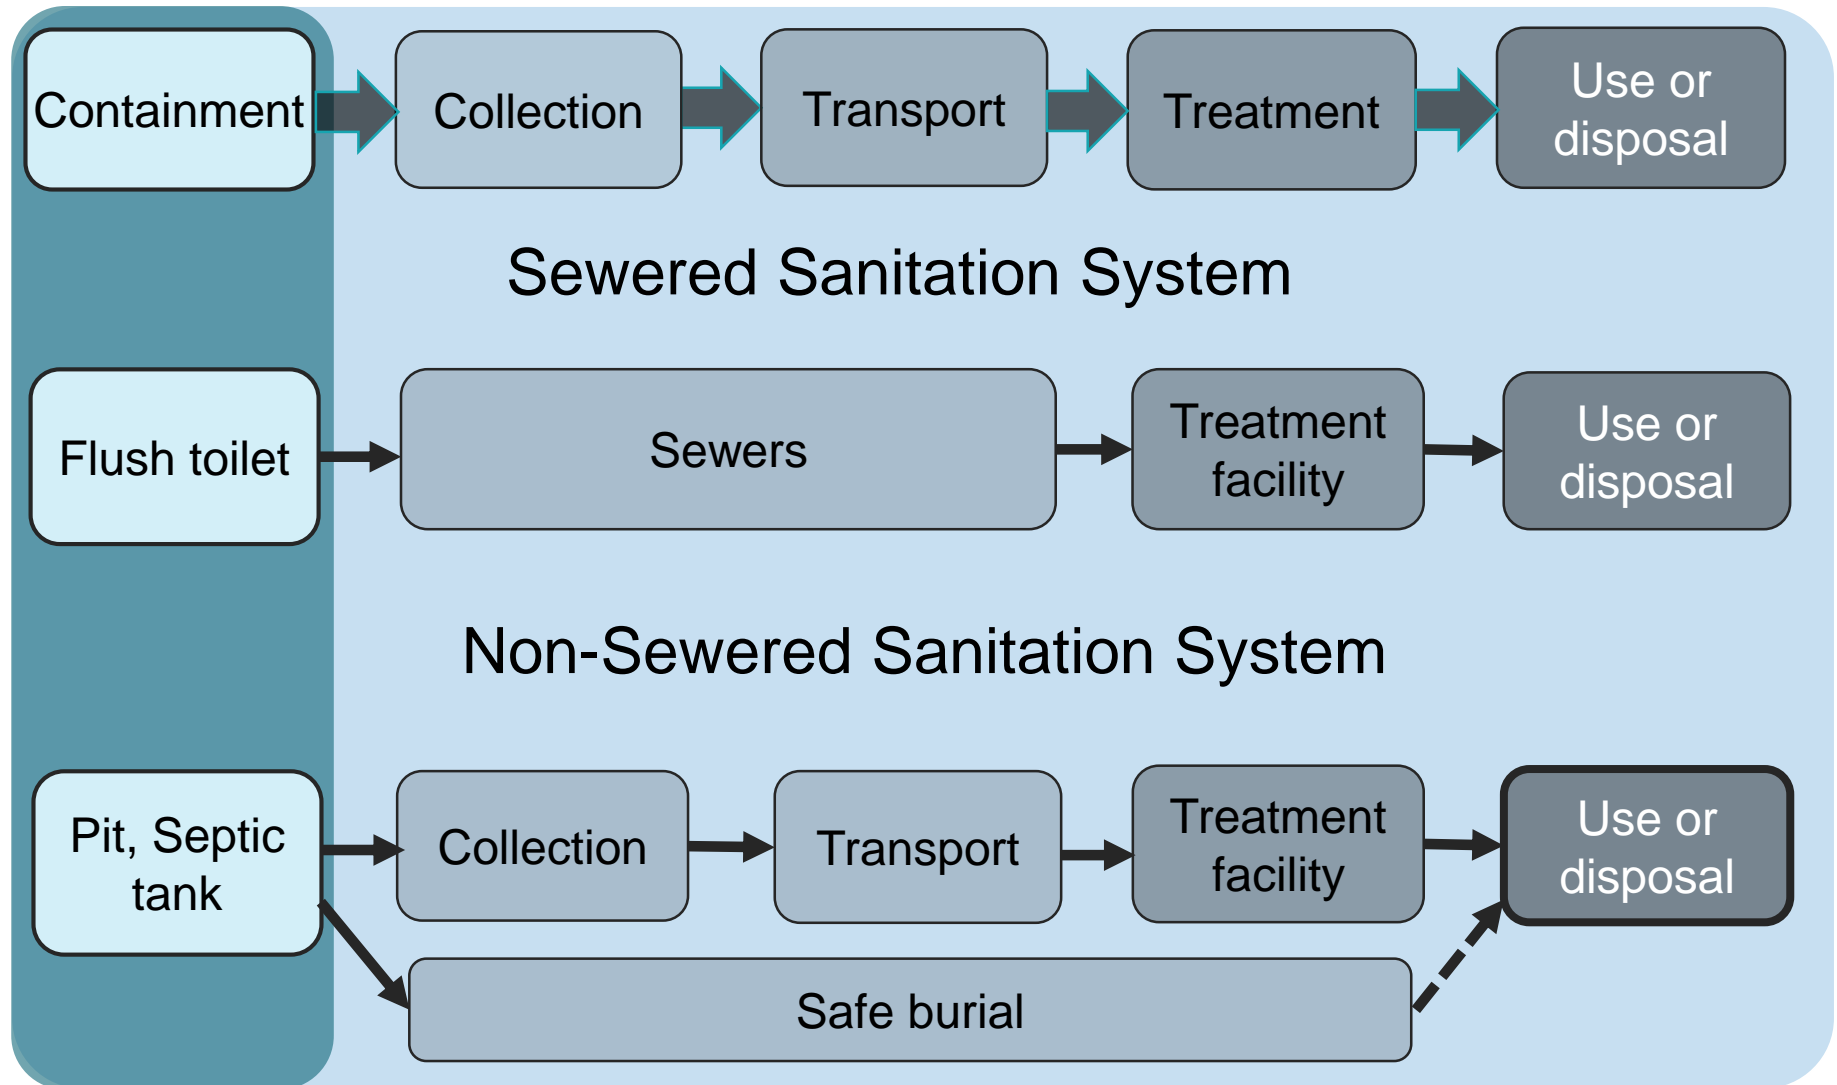 Containment
Collection
Transport
Treatment
Use or
disposal
Sewered Sanitation System
Flush toilet
Sewers
Treatment
facility
Use or
disposal
Non-Sewered Sanitation System
Pit, Septic
tank
Collection
Transport
Treatment
facility
Use or
disposal
Safe burial